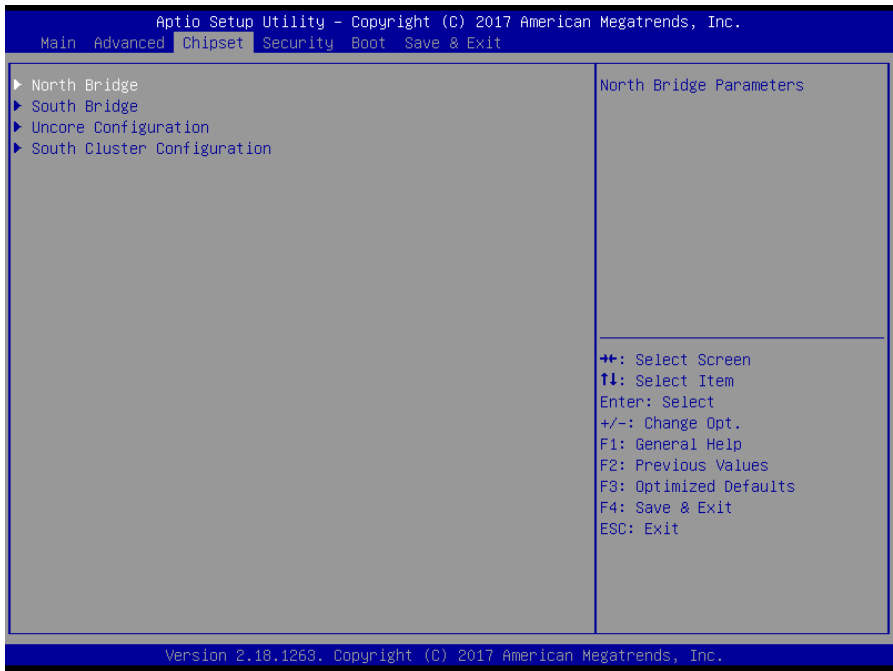 Aptio Setup Utility – Copyright (C) 2017 American Megatrends, Inc.
Main Advanced Chipset Security Boot Save & Exit
▶ North Bridge
▶ South Bridge
▶ Uncore Configuration
▶ South Cluster Configuration
North Bridge Parameters
→←: Select Screen
↑↓: Select Item
Enter: Select
+/-: Change Opt.
F1: General Help
F2: Previous Values
F3: Optimized Defaults
F4: Save & Exit
ESC: Exit
Version 2.18.1263. Copyright (C) 2017 American Megatrends, Inc.